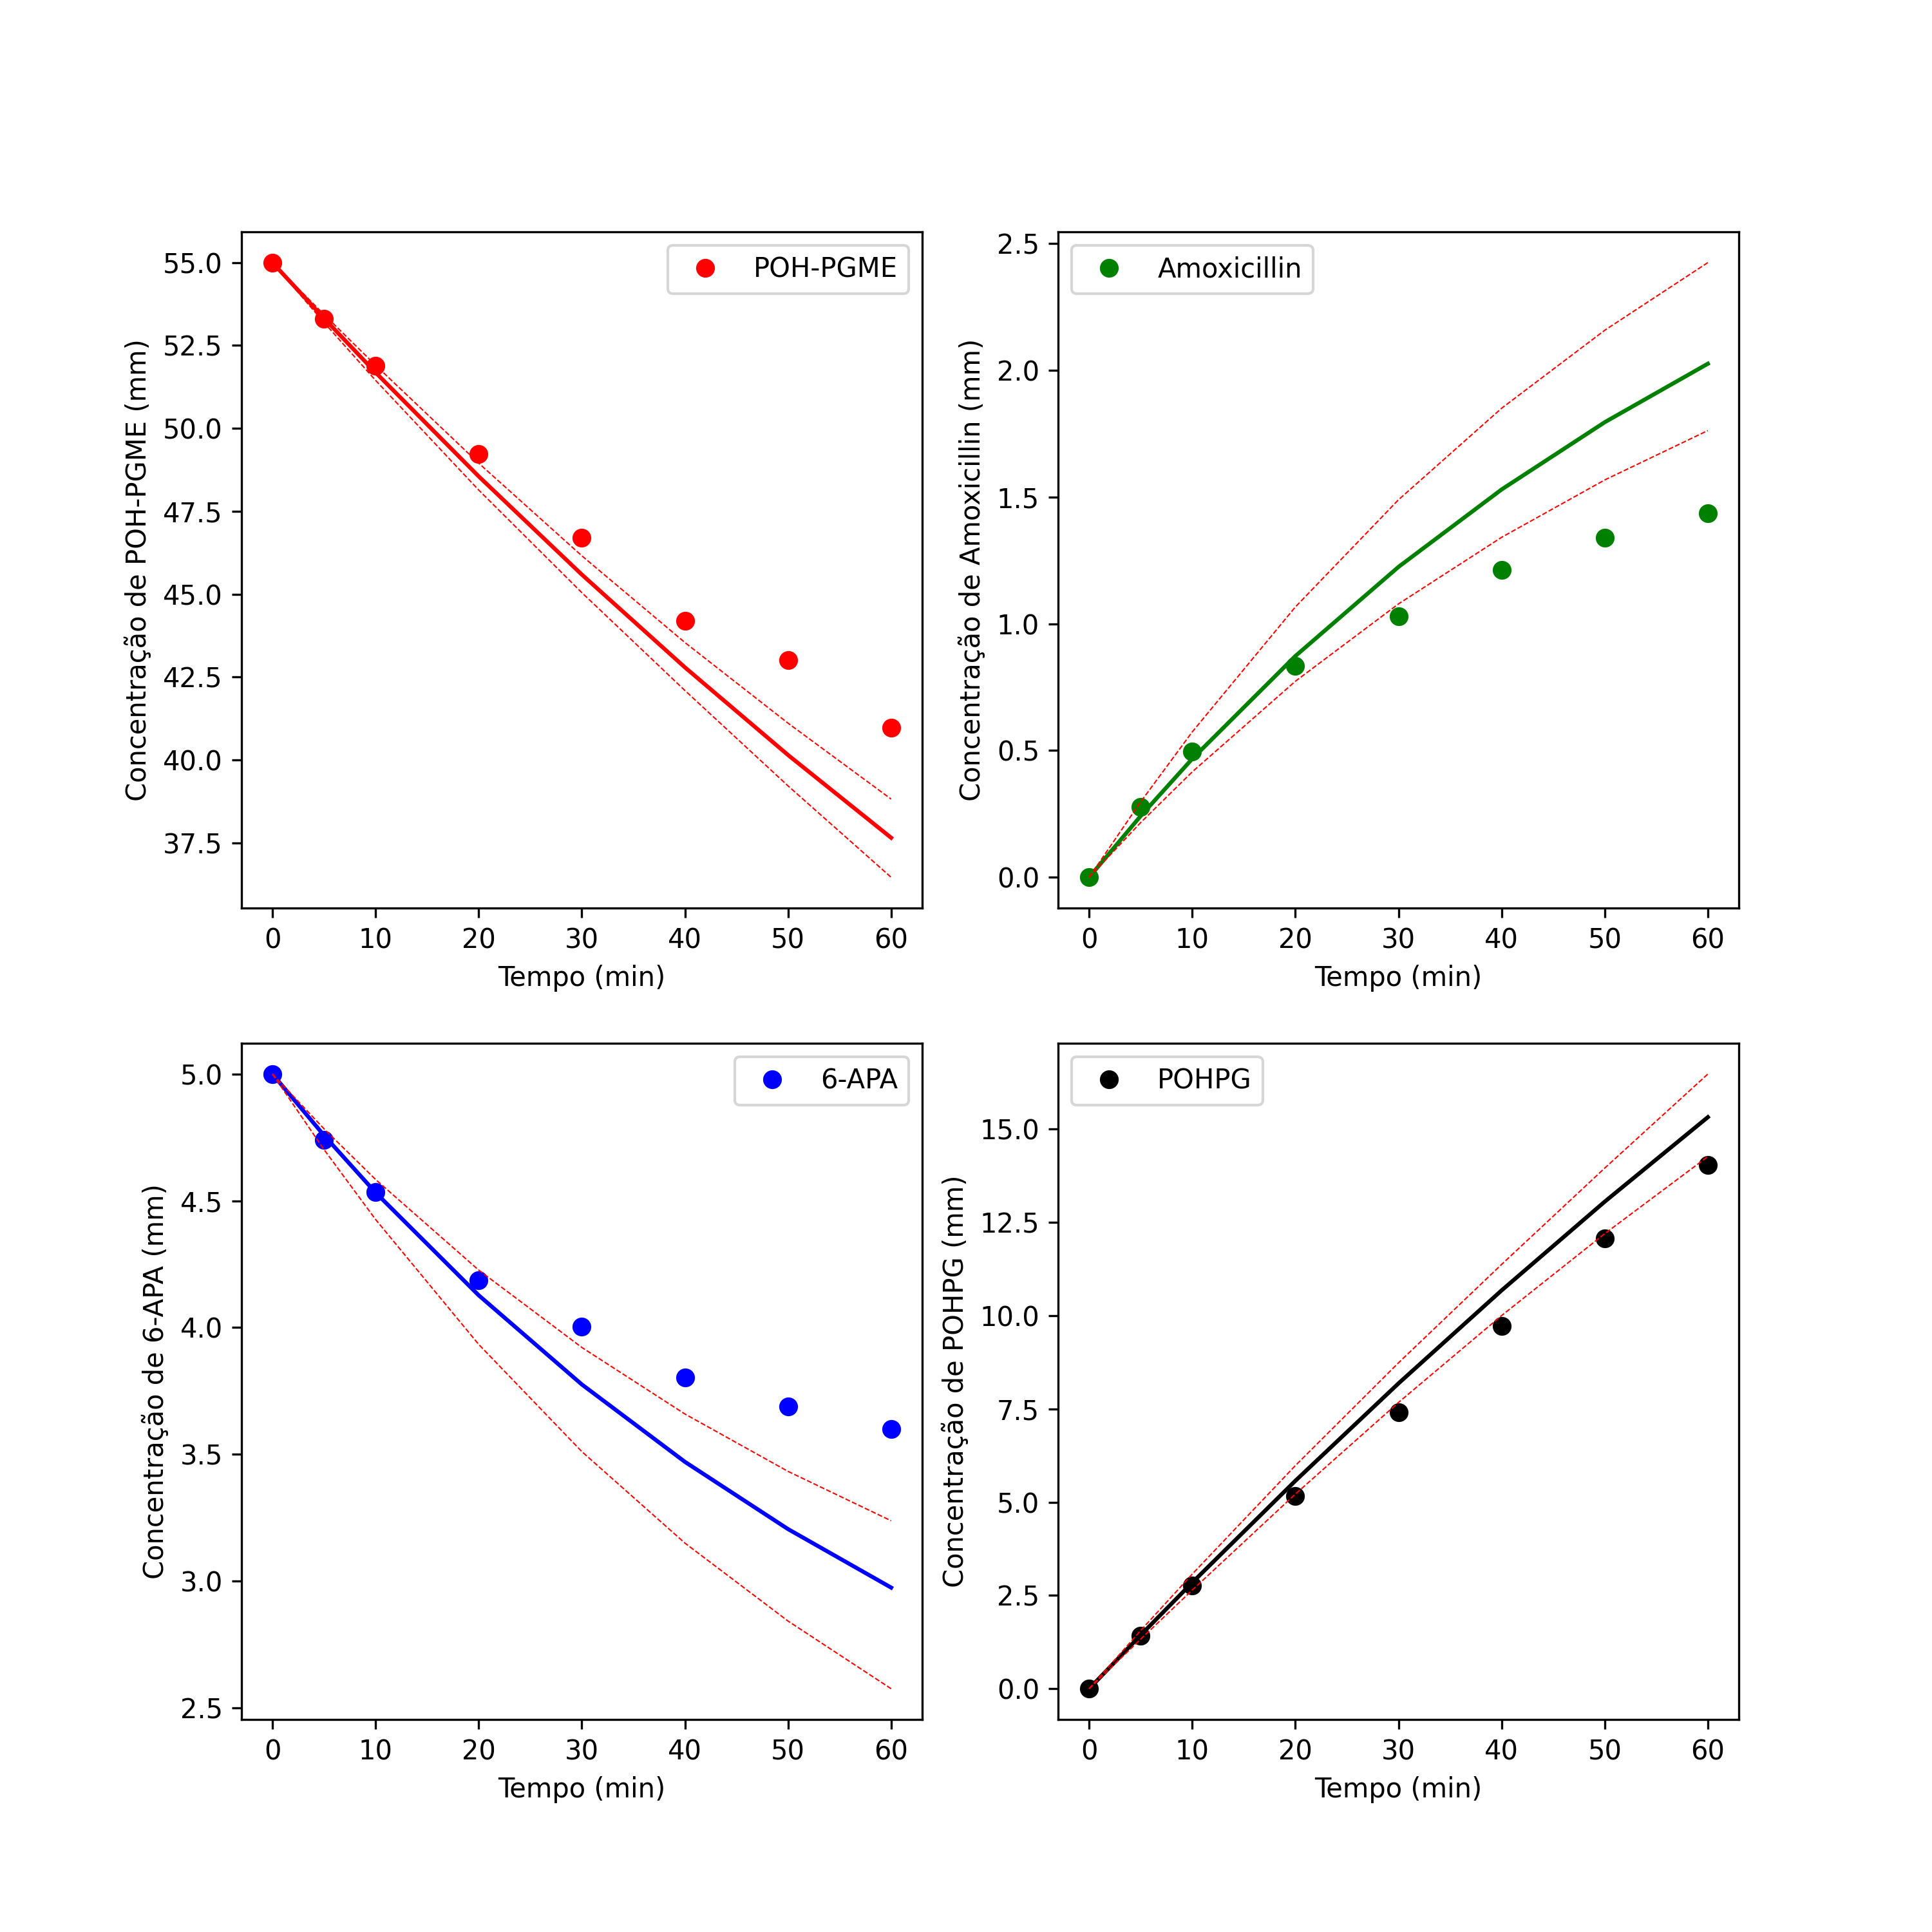 POH-PGME
Concentração de POH-PGME (mm)
55.0
52.5
50.0
47.5
45.0
42.5
40.0
37.5
0 10 20 30 40 50 60
Tempo (min)
Amoxicillin
Concentração de Amoxicillin (mm)
2.5
2.0
1.5
1.0
0.5
0.0
0 10 20 30 40 50 60
Tempo (min)
6-APA
Concentração de 6-APA (mm)
5.0
4.5
4.0
3.5
3.0
2.5
0 10 20 30 40 50 60
Tempo (min)
POHPG
Concentração de POHPG (mm)
15.0
12.5
10.0
7.5
5.0
2.5
0.0
0 10 20 30 40 50 60
Tempo (min)